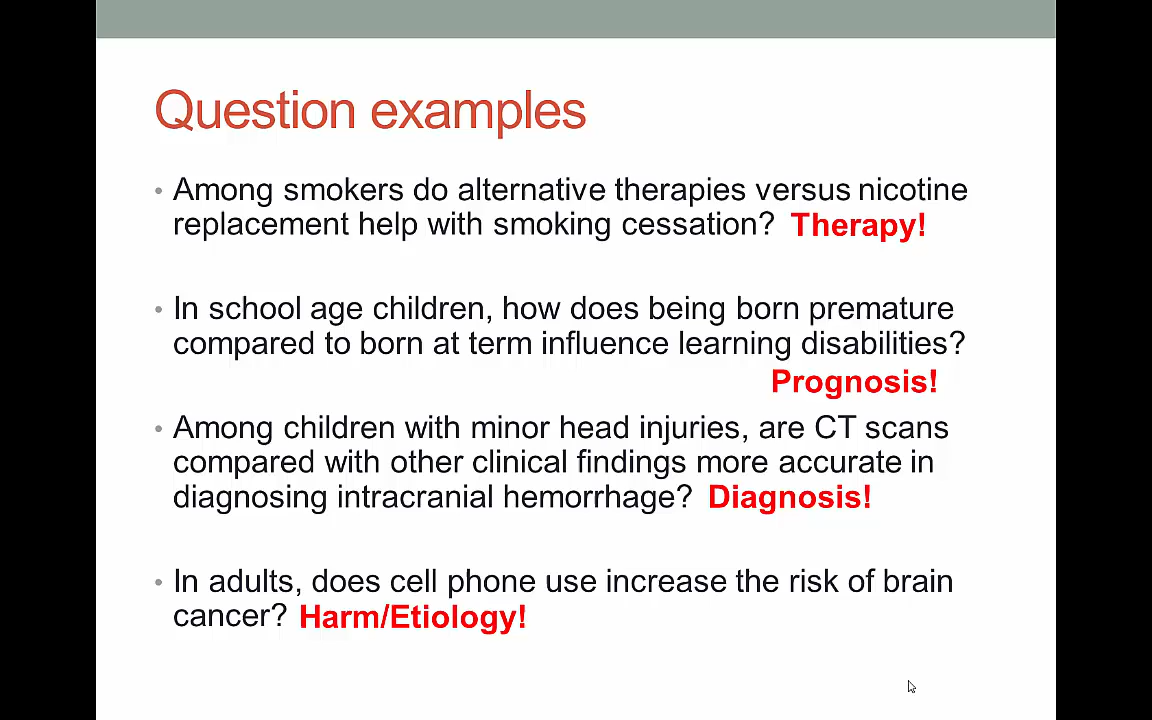 Question examples
• Among smokers do alternative therapies versus nicotine
replacement help with smoking cessation? Therapy!
• In school age children, how does being born premature
compared to born at term influence learning disabilities?
Prognosis!
• Among children with minor head injuries, are CT scans
compared with other clinical findings more accurate in
diagnosing intracranial hemorrhage? Diagnosis!
• In adults, does cell phone use increase the risk of brain
cancer? Harm/Etiology!